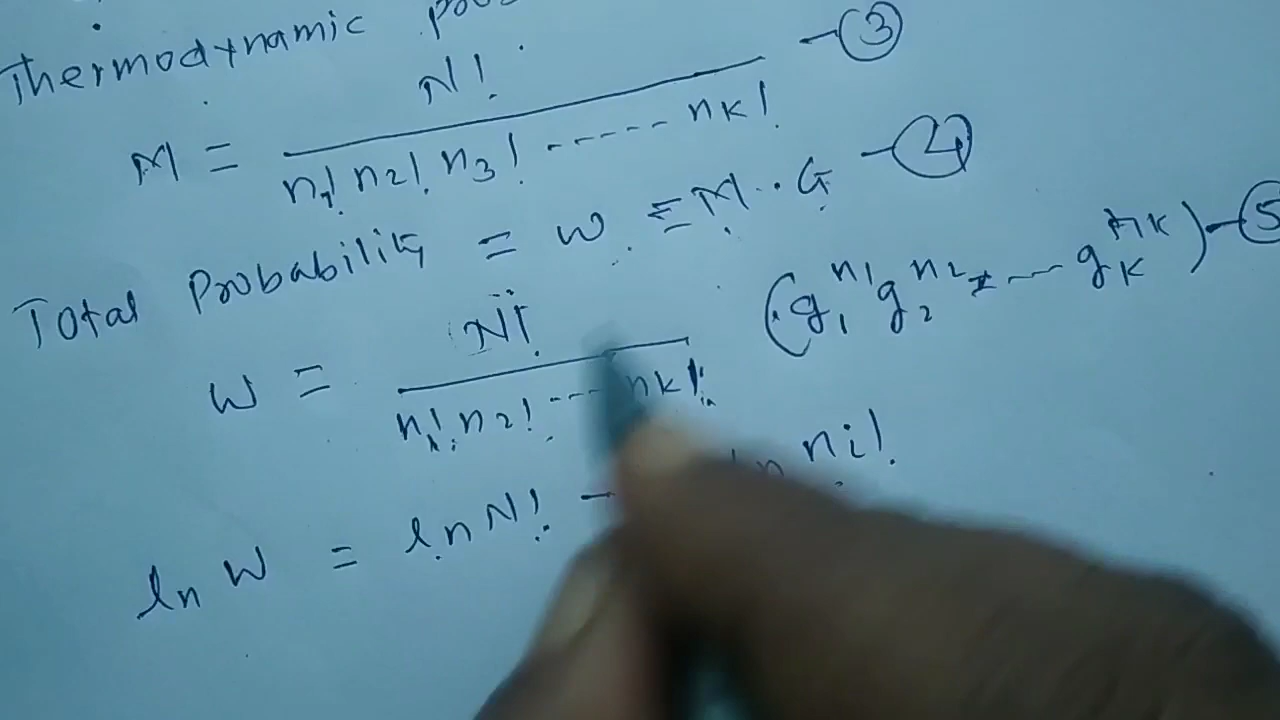 Thermodynamic
M = N! / n1! n2! n3! ----- nk! —③
Total Probability = W = M . G —④
W = N! / n1! n2! ---- nk! (g1^n1 g2^n2 ---- gk^nk) —⑤
ln W = ln N! - ln ni!